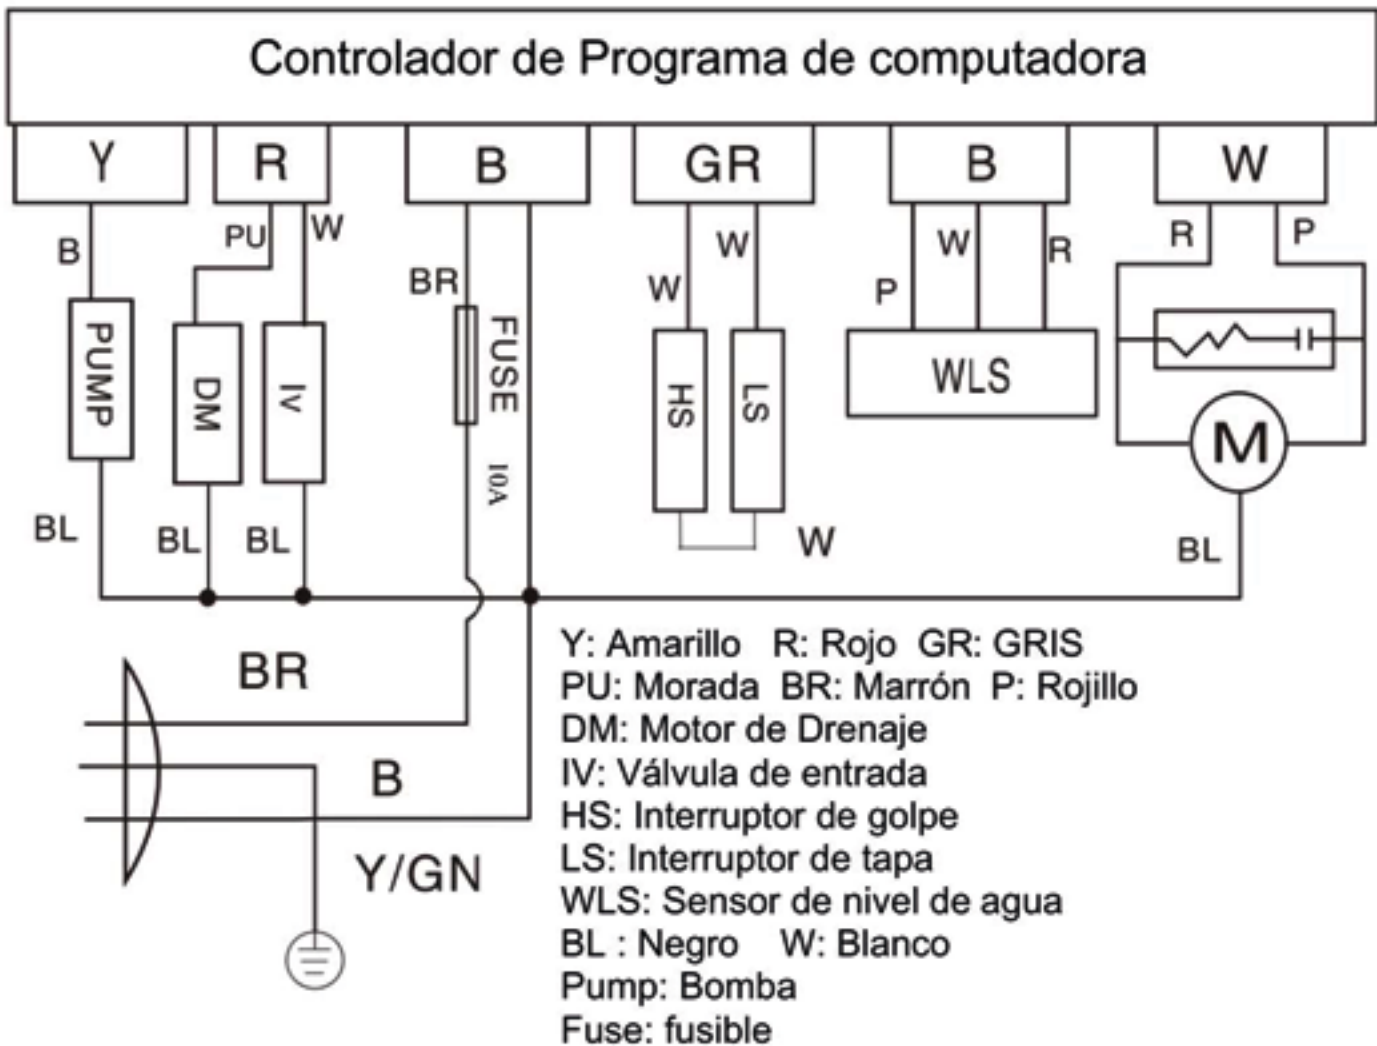 Controlador de Programa de computadora
Y R B GR B W
B PU W BR W W P W R R P
PUMP DM IV FUSE 10A HS LS WLS M
BL BL BL W BL
BR
B
Y/GN
Y: Amarillo R: Rojo GR: GRIS
PU: Morada BR: Marrón P: Rojillo
DM: Motor de Drenaje
IV: Válvula de entrada
HS: Interruptor de golpe
LS: Interruptor de tapa
WLS: Sensor de nivel de agua
BL : Negro W: Blanco
Pump: Bomba
Fuse: fusible